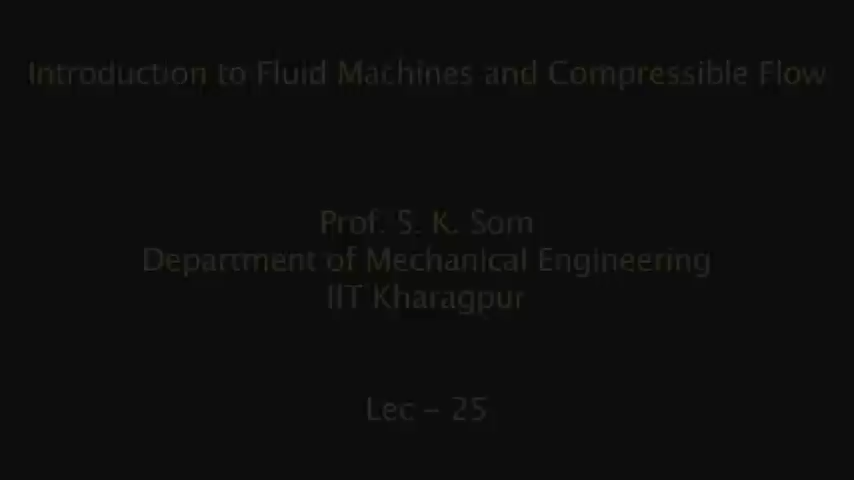 Introduction to Fluid Machines and Compressible Flow
Prof. S. K. Som
Department of Mechanical Engineering
IIT Kharagpur
Lec – 25